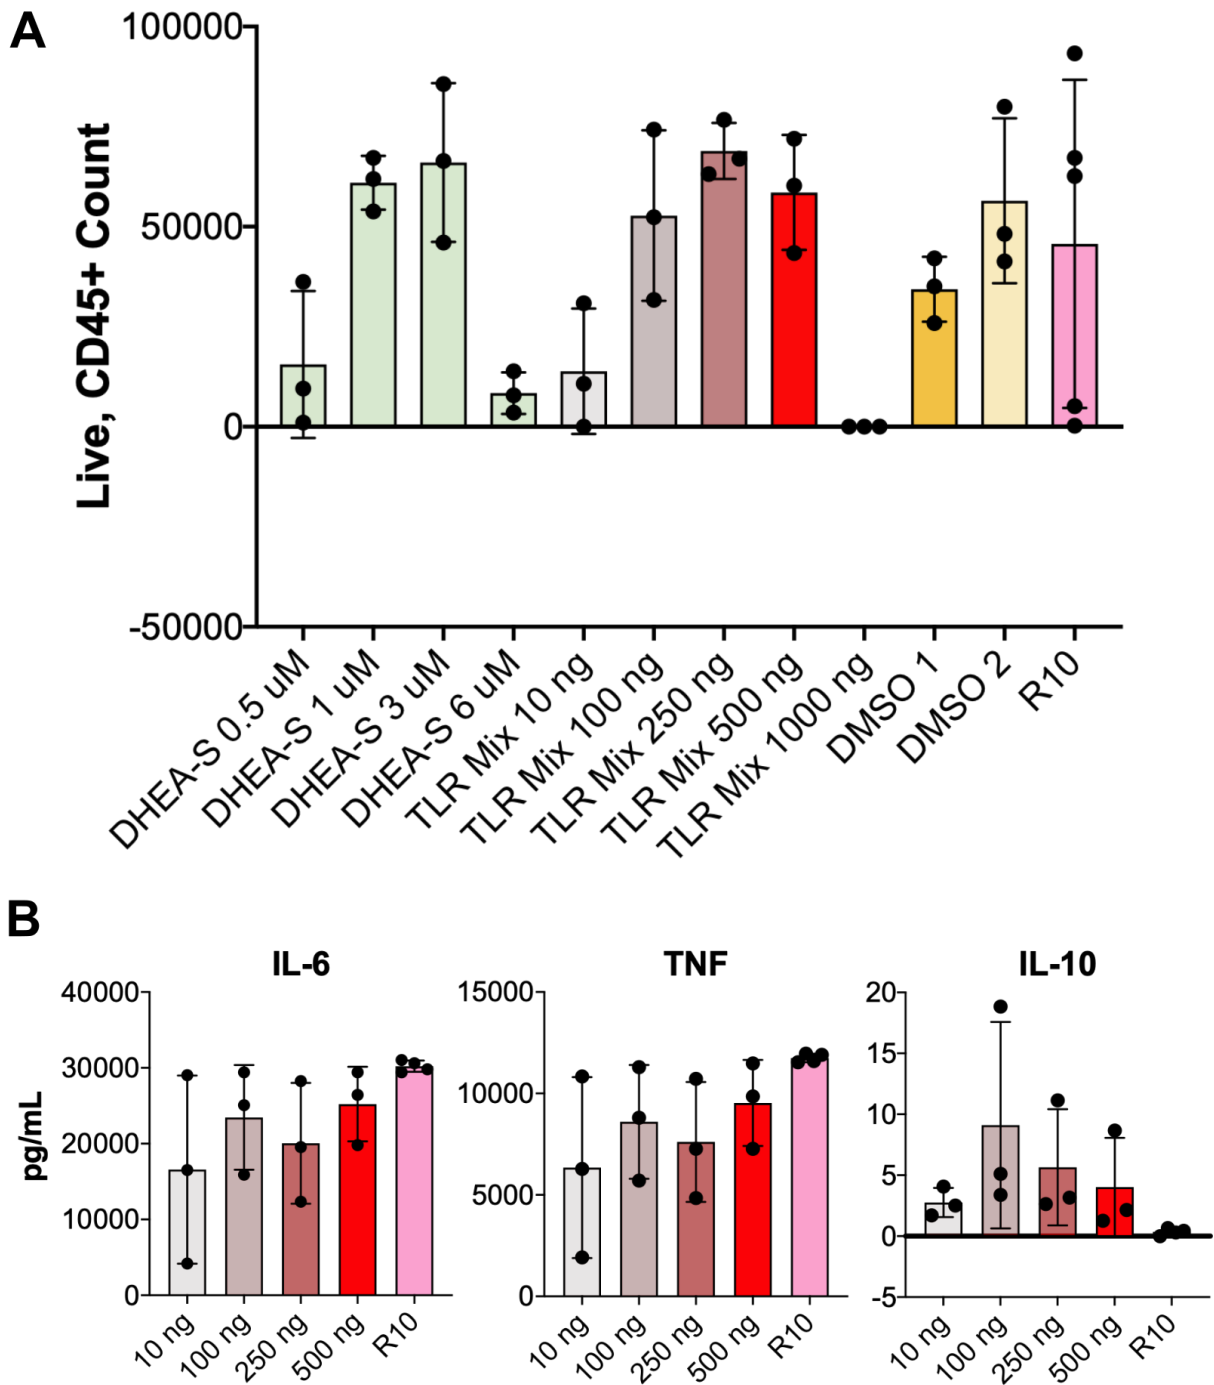 A
Live, CD45+ Count
100000
50000
0
-50000
DHEA-S 0.5 uM
DHEA-S 1 uM
DHEA-S 3 uM
DHEA-S 6 uM
TLR Mix 10 ng
TLR Mix 100 ng
TLR Mix 250 ng
TLR Mix 500 ng
TLR Mix 1000 ng
DMSO 1
DMSO 2
R10
B
IL-6
pg/mL
40000
30000
20000
10000
0
10 ng
100 ng
250 ng
500 ng
R10
TNF
15000
10000
5000
0
10 ng
100 ng
250 ng
500 ng
R10
IL-10
20
15
10
5
0
-5
10 ng
100 ng
250 ng
500 ng
R10